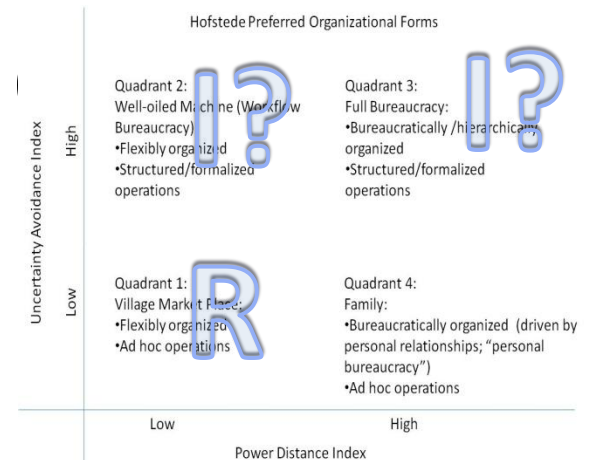 Hofstede Preferred Organizational Forms
Uncertainty Avoidance Index
High
Low
Quadrant 2:
Well-oiled Machine (Workflow
Bureaucracy)
•Flexibly organized
•Structured/formalized
operations
I?
Quadrant 3:
Full Bureaucracy:
•Bureaucratically /hierarchically
organized
•Structured/formalized
operations
I?
Quadrant 1:
Village Market Place:
•Flexibly organized
•Ad hoc operations
R
Quadrant 4:
Family:
•Bureaucratically organized (driven by
personal relationships; “personal
bureaucracy”)
•Ad hoc operations
Low
High
Power Distance Index